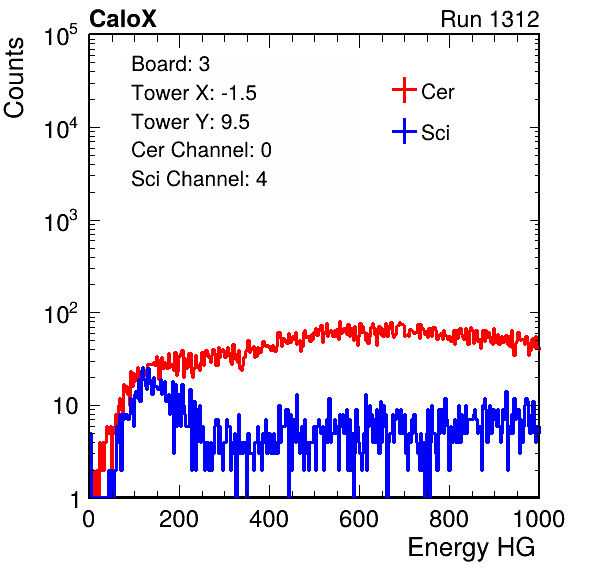 CaloX Run 1312
Counts
Board: 3
Tower X: -1.5
Tower Y: 9.5
Cer Channel: 0
Sci Channel: 4
Cer
Sci
10^5
10^4
10^3
10^2
10
1
0 200 400 600 800 1000
Energy HG